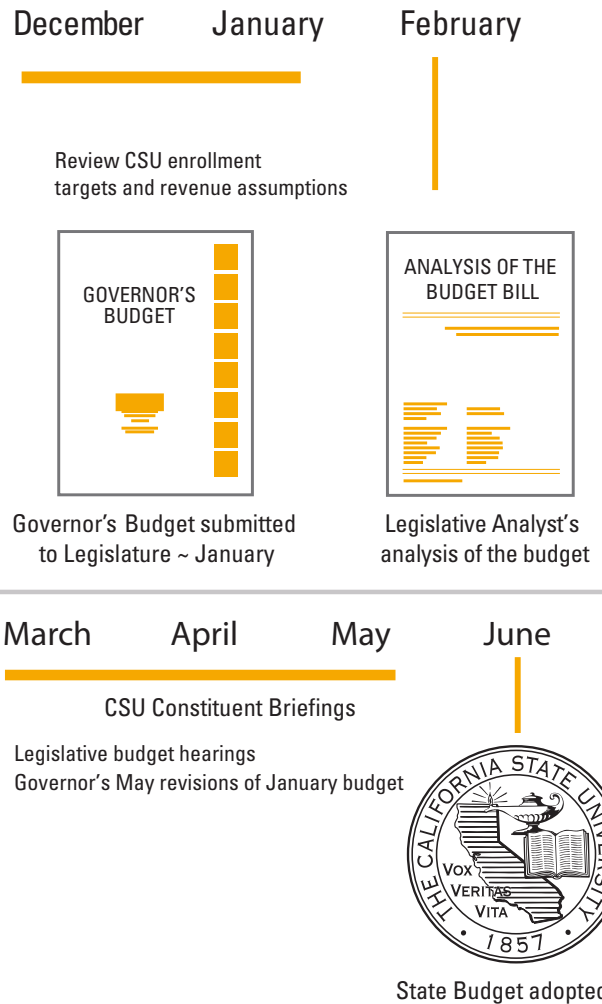 December January February
Review CSU enrollment
targets and revenue assumptions
GOVERNOR'S
BUDGET
ANALYSIS OF THE
BUDGET BILL
Governor's Budget submitted
to Legislature ~ January
Legislative Analyst's
analysis of the budget
March April May June
CSU Constituent Briefings
Legislative budget hearings
Governor's May revisions of January budget
THE CALIFORNIA STATE UNIVERSITY
VOX
VERITAS
VITA
• 1857 •
State Budget adopted